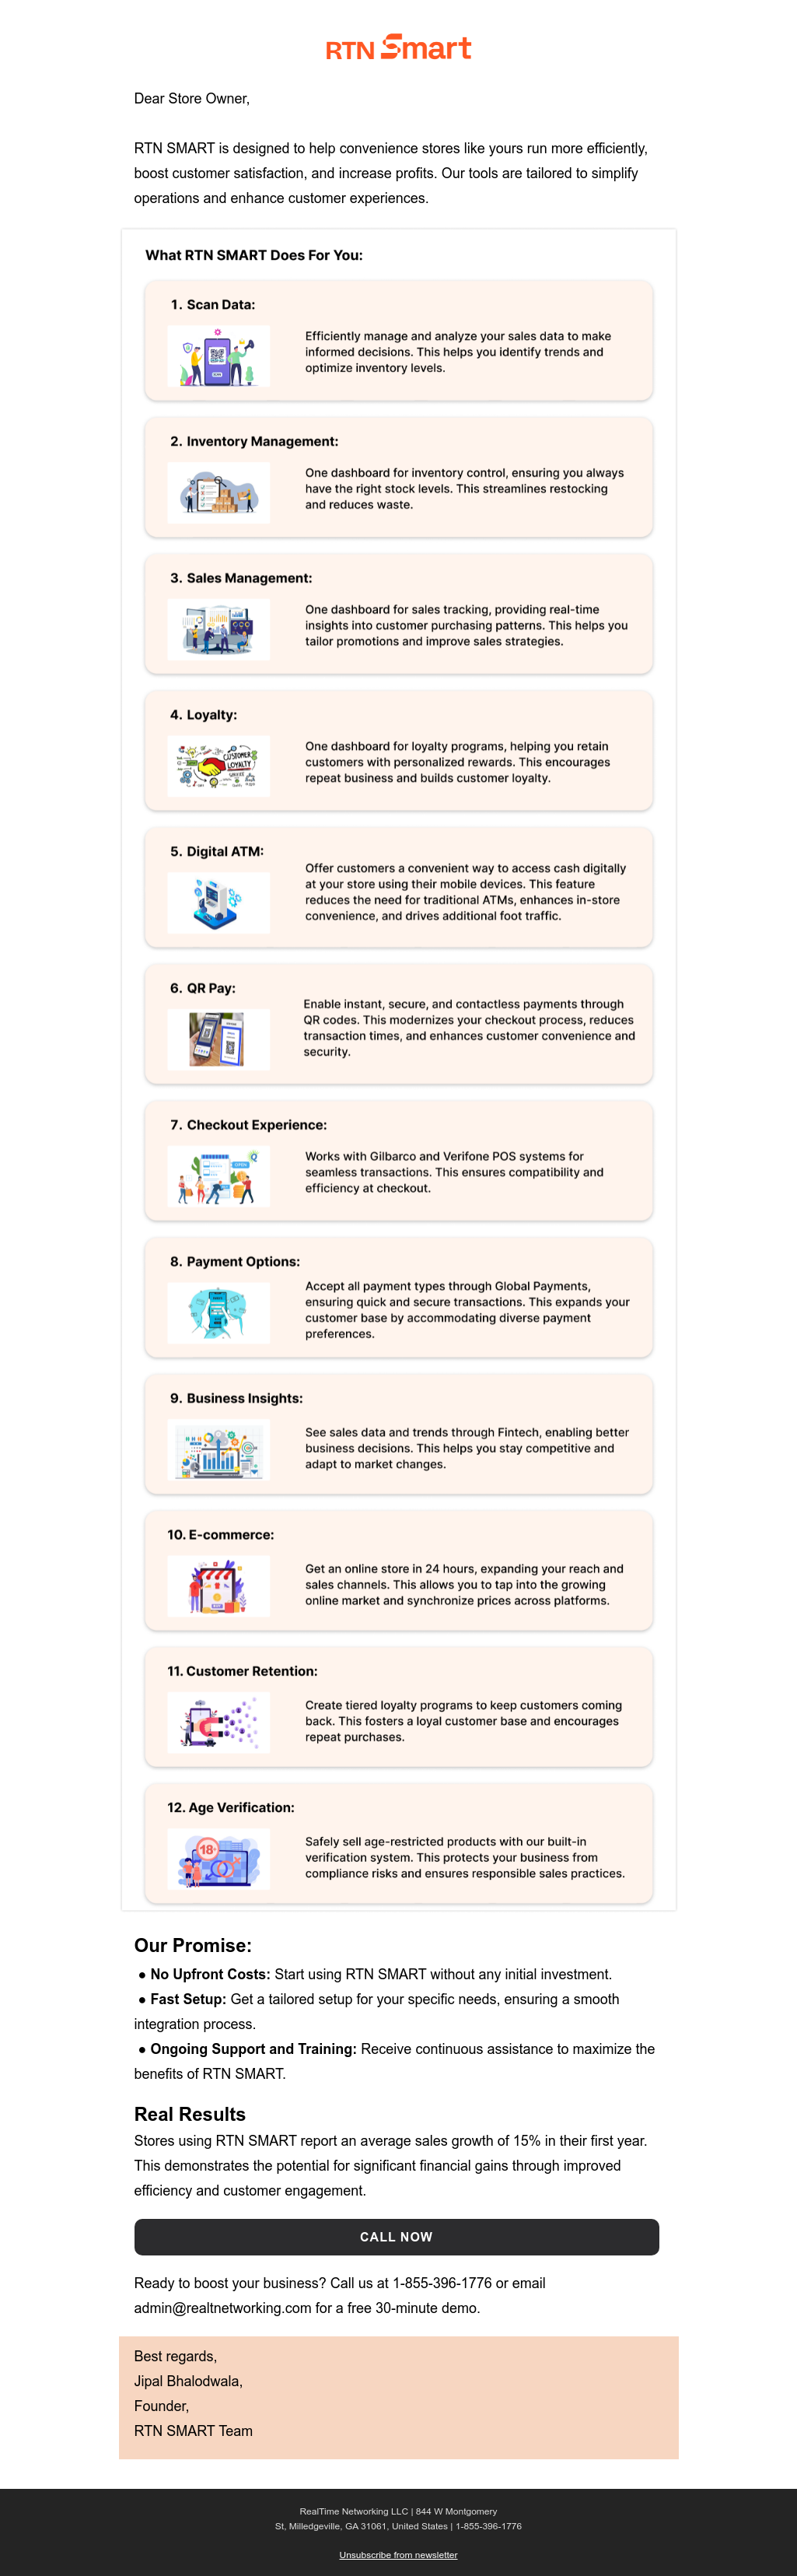 RTN Smart
Dear Store Owner,
RTN SMART is designed to help convenience stores like yours run more efficiently,
boost customer satisfaction, and increase profits. Our tools are tailored to simplify
operations and enhance customer experiences.
What RTN SMART Does For You:
1. Scan Data:
Efficiently manage and analyze your sales data to make
informed decisions. This helps you identify trends and
optimize inventory levels.
2. Inventory Management:
One dashboard for inventory control, ensuring you always
have the right stock levels. This streamlines restocking
and reduces waste.
3. Sales Management:
One dashboard for sales tracking, providing real-time
insights into customer purchasing patterns. This helps you
tailor promotions and improve sales strategies.
4. Loyalty:
CUSTOMER
LOYALTY
One dashboard for loyalty programs, helping you retain
customers with personalized rewards. This encourages
repeat business and builds customer loyalty.
5. Digital ATM:
Offer customers a convenient way to access cash digitally
at your store using their mobile devices. This feature
reduces the need for traditional ATMs, enhances in-store
convenience, and drives additional foot traffic.
6. QR Pay:
Enable instant, secure, and contactless payments through
QR codes. This modernizes your checkout process, reduces
transaction times, and enhances customer convenience and
security.
7. Checkout Experience:
OPEN
Works with Gilbarco and Verifone POS systems for
seamless transactions. This ensures compatibility and
efficiency at checkout.
8. Payment Options:
Accept all payment types through Global Payments,
ensuring quick and secure transactions. This expands your
customer base by accommodating diverse payment
preferences.
9. Business Insights:
See sales data and trends through Fintech, enabling better
business decisions. This helps you stay competitive and
adapt to market changes.
10. E-commerce:
Get an online store in 24 hours, expanding your reach and
sales channels. This allows you to tap into the growing
online market and synchronize prices across platforms.
11. Customer Retention:
Create tiered loyalty programs to keep customers coming
back. This fosters a loyal customer base and encourages
repeat purchases.
12. Age Verification:
18+
Safely sell age-restricted products with our built-in
verification system. This protects your business from
compliance risks and ensures responsible sales practices.
Our Promise:
● No Upfront Costs: Start using RTN SMART without any initial investment.
● Fast Setup: Get a tailored setup for your specific needs, ensuring a smooth
integration process.
● Ongoing Support and Training: Receive continuous assistance to maximize the
benefits of RTN SMART.
Real Results
Stores using RTN SMART report an average sales growth of 15% in their first year.
This demonstrates the potential for significant financial gains through improved
efficiency and customer engagement.
CALL NOW
Ready to boost your business? Call us at 1-855-396-1776 or email
admin@realtnetworking.com for a free 30-minute demo.
Best regards,
Jipal Bhalodwala,
Founder,
RTN SMART Team
RealTime Networking LLC | 844 W Montgomery
St, Milledgeville, GA 31061, United States | 1-855-396-1776
Unsubscribe from newsletter